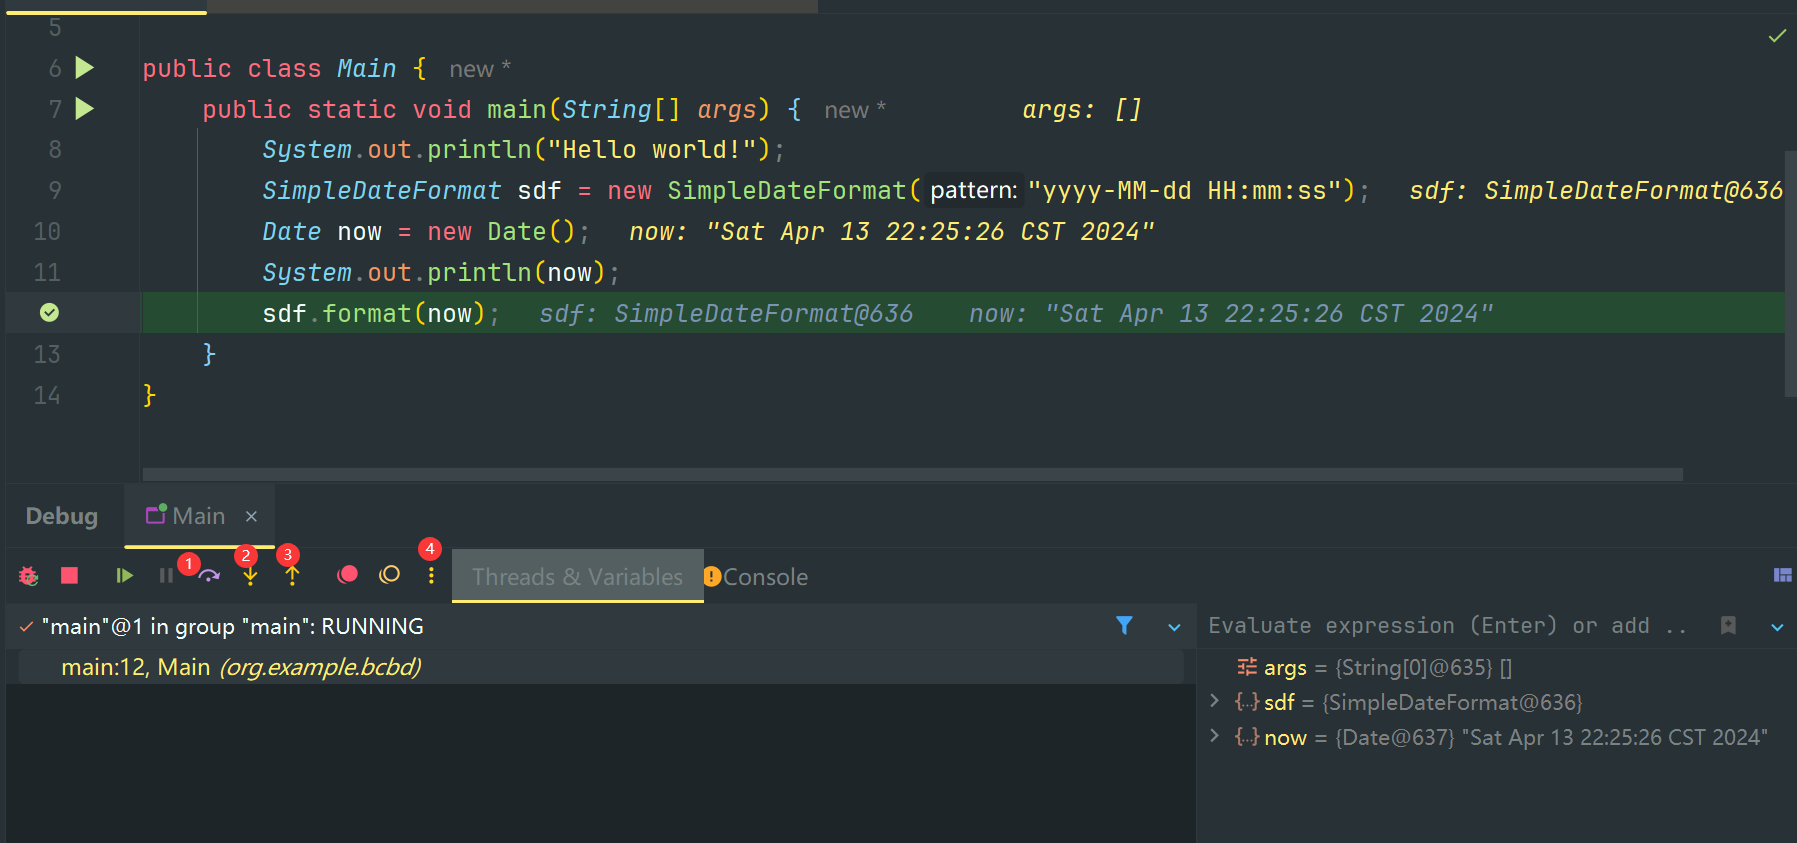 5
6 public class Main { new *
7 public static void main(String[] args) { new * args: []
8 System.out.println("Hello world!");
9 SimpleDateFormat sdf = new SimpleDateFormat( pattern: "yyyy-MM-dd HH:mm:ss"); sdf: SimpleDateFormat@636
10 Date now = new Date(); now: "Sat Apr 13 22:25:26 CST 2024"
11 System.out.println(now);
sdf.format(now); sdf: SimpleDateFormat@636 now: "Sat Apr 13 22:25:26 CST 2024"
13 }
14 }
Debug Main ×
1 2 3 4 Threads & Variables Console
"main"@1 in group "main": RUNNING
main:12, Main (org.example.bcbd)
Evaluate expression (Enter) or add ..
args = {String[0]@635} []
{..} sdf = {SimpleDateFormat@636}
{..} now = {Date@637} "Sat Apr 13 22:25:26 CST 2024"